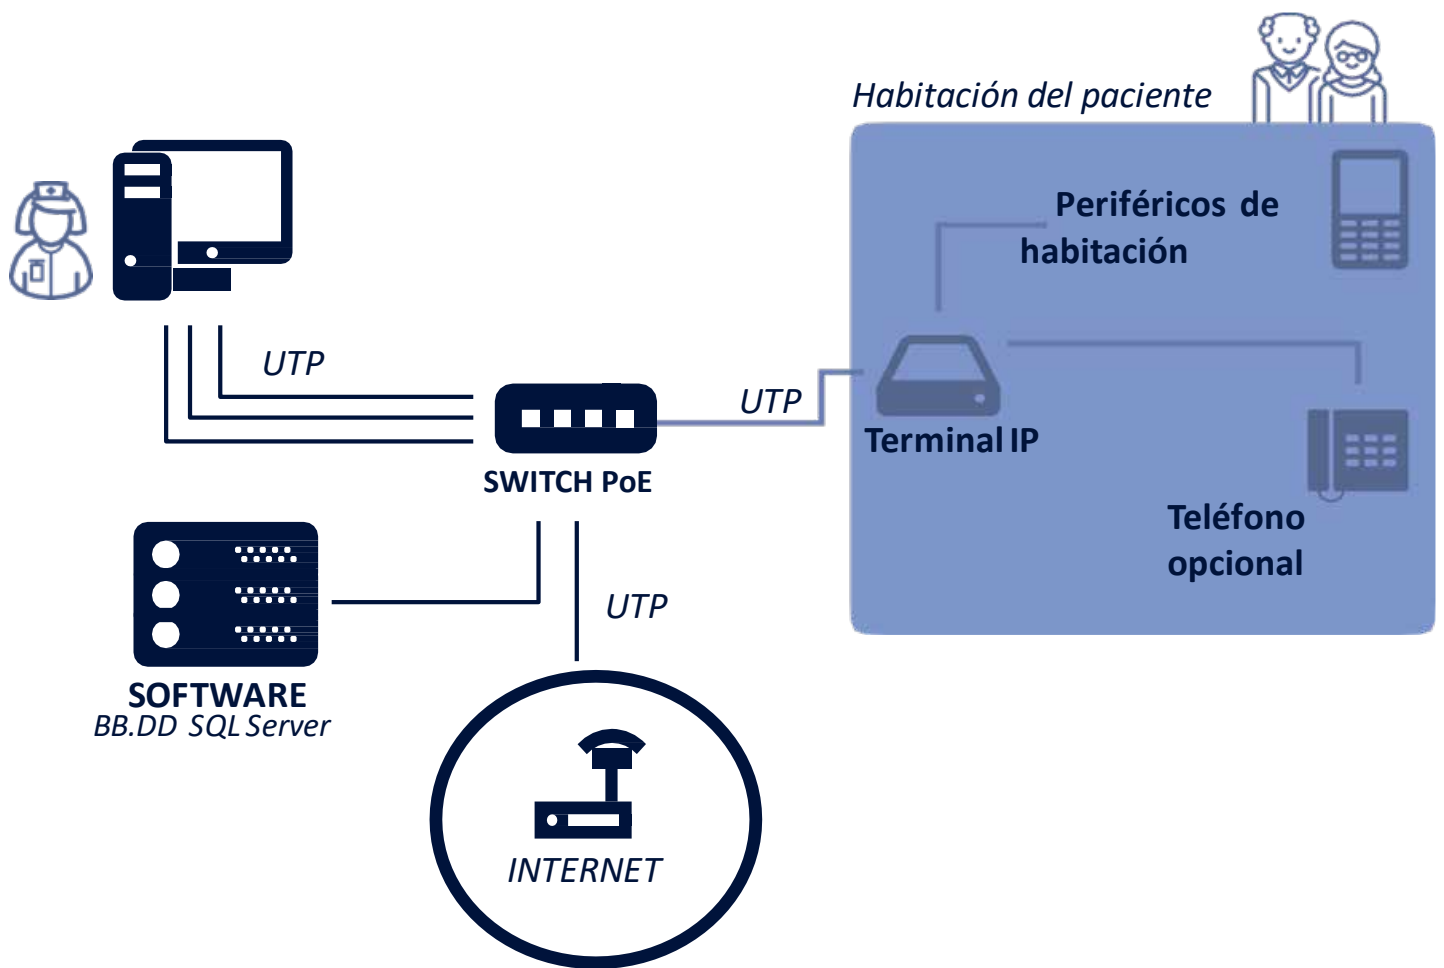 Habitación del paciente
Periféricos de
habitación
UTP
UTP
Terminal IP
SWITCH PoE
Teléfono
opcional
UTP
SOFTWARE
BB.DD SQL Server
INTERNET